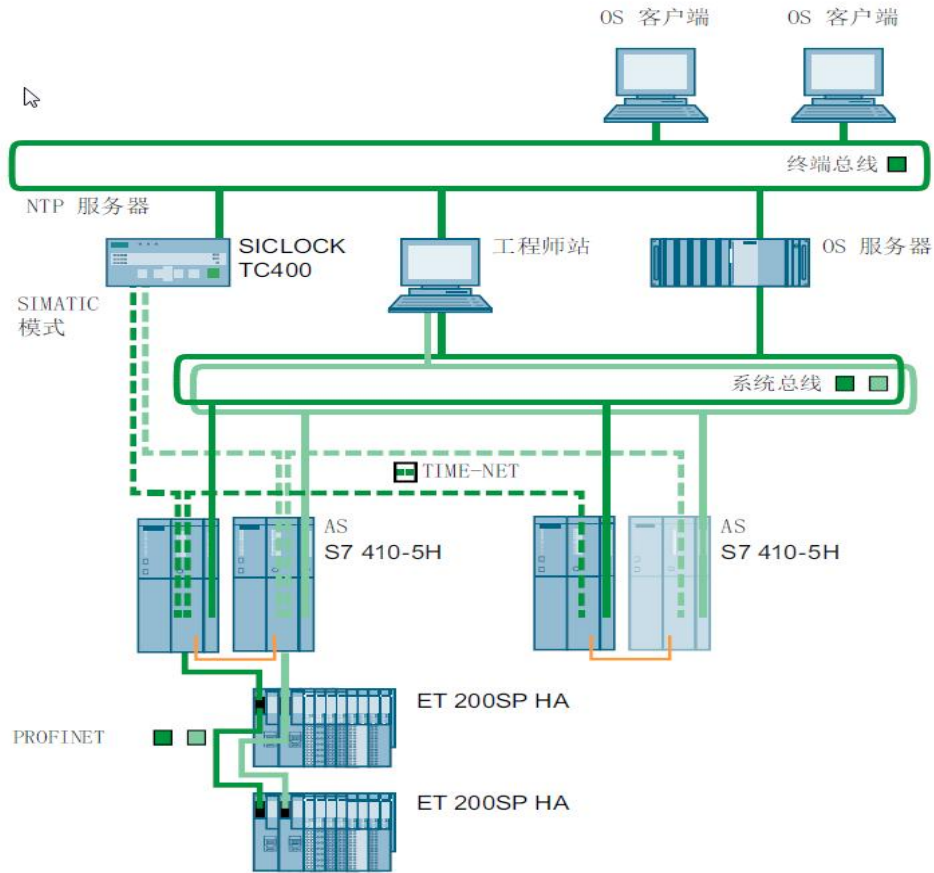 OS 客户端
OS 客户端
终端总线
NTP 服务器
SICLOCK
TC400
工程师站
OS 服务器
SIMATIC
模式
系统总线
TIME-NET
AS
S7 410-5H
AS
S7 410-5H
ET 200SP HA
PROFINET
ET 200SP HA